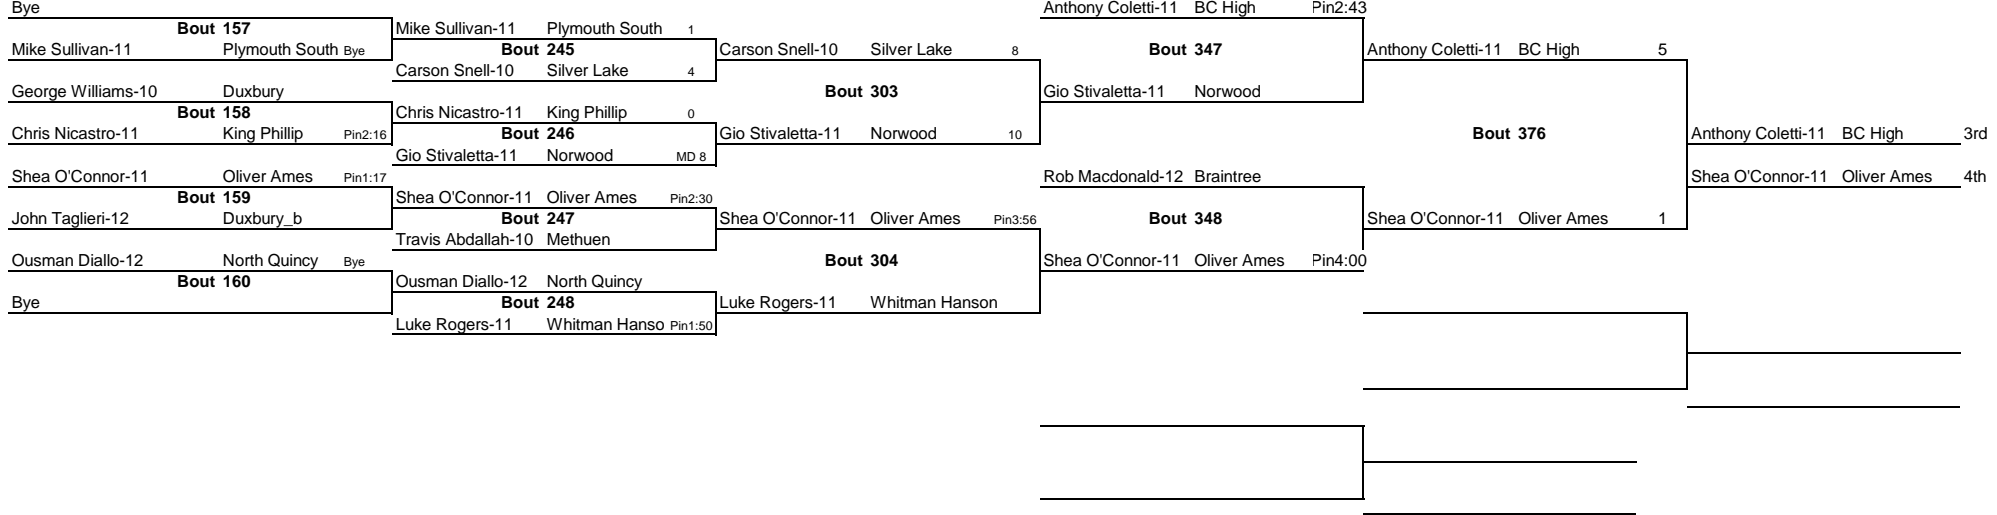 Bye Anthony Coletti-11 BC High Pin2:43
Bout 157 Mike Sullivan-11 Plymouth South 1
Mike Sullivan-11 Plymouth South Bye Bout 245 Carson Snell-10 Silver Lake 8 Bout 347 Anthony Coletti-11 BC High 5
Carson Snell-10 Silver Lake 4
George Williams-10 Duxbury Bout 303 Gio Stivaletta-11 Norwood
Bout 158 Chris Nicastro-11 King Phillip 0
Chris Nicastro-11 King Phillip Pin2:16 Bout 246 Gio Stivaletta-11 Norwood 10 Bout 376 Anthony Coletti-11 BC High 3rd
Gio Stivaletta-11 Norwood MD 8
Shea O'Connor-11 Oliver Ames Pin1:17 Rob Macdonald-12 Braintree Shea O'Connor-11 Oliver Ames 4th
Bout 159 Shea O'Connor-11 Oliver Ames Pin2:30
John Taglieri-12 Duxbury_b Bout 247 Shea O'Connor-11 Oliver Ames Pin3:56 Bout 348 Shea O'Connor-11 Oliver Ames 1
Travis Abdallah-10 Methuen
Ousman Diallo-12 North Quincy Bye Bout 304 Shea O'Connor-11 Oliver Ames Pin4:00
Bout 160 Ousman Diallo-12 North Quincy
Bye Bout 248 Luke Rogers-11 Whitman Hanson
Luke Rogers-11 Whitman Hanso Pin1:50